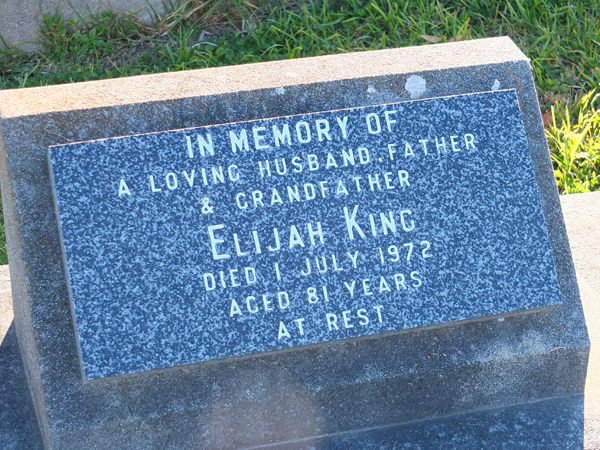 IN MEMORY OF
A LOVING HUSBAND, FATHER
& GRANDFATHER
ELIJAH KING
DIED 1 JULY 1972
AGED 81 YEARS
AT REST